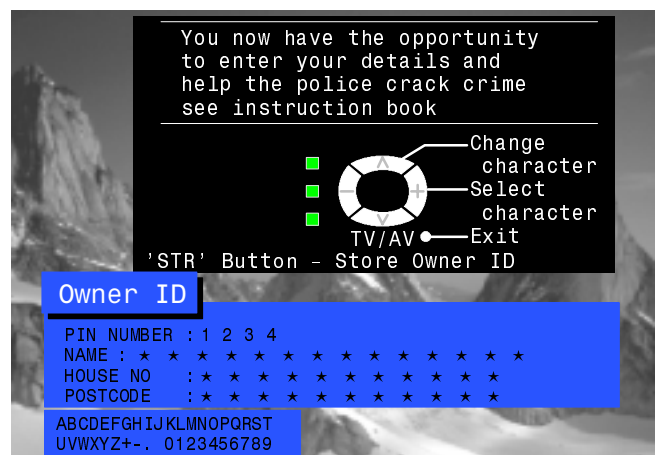 You now have the opportunity
to enter your details and
help the police crack crime
see instruction book
Change
character
Select
character
TV/AV Exit
'STR' Button – Store Owner ID
Owner ID
PIN NUMBER : 1 2 3 4
NAME : ★ ★ ★ ★ ★ ★ ★ ★ ★ ★ ★ ★ ★ ★
HOUSE NO : ★ ★ ★ ★ ★ ★ ★ ★ ★ ★ ★
POSTCODE : ★ ★ ★ ★ ★ ★ ★ ★ ★ ★ ★
ABCDEFGHIJKLMNOPQRST
UVWXYZ+-. 0123456789